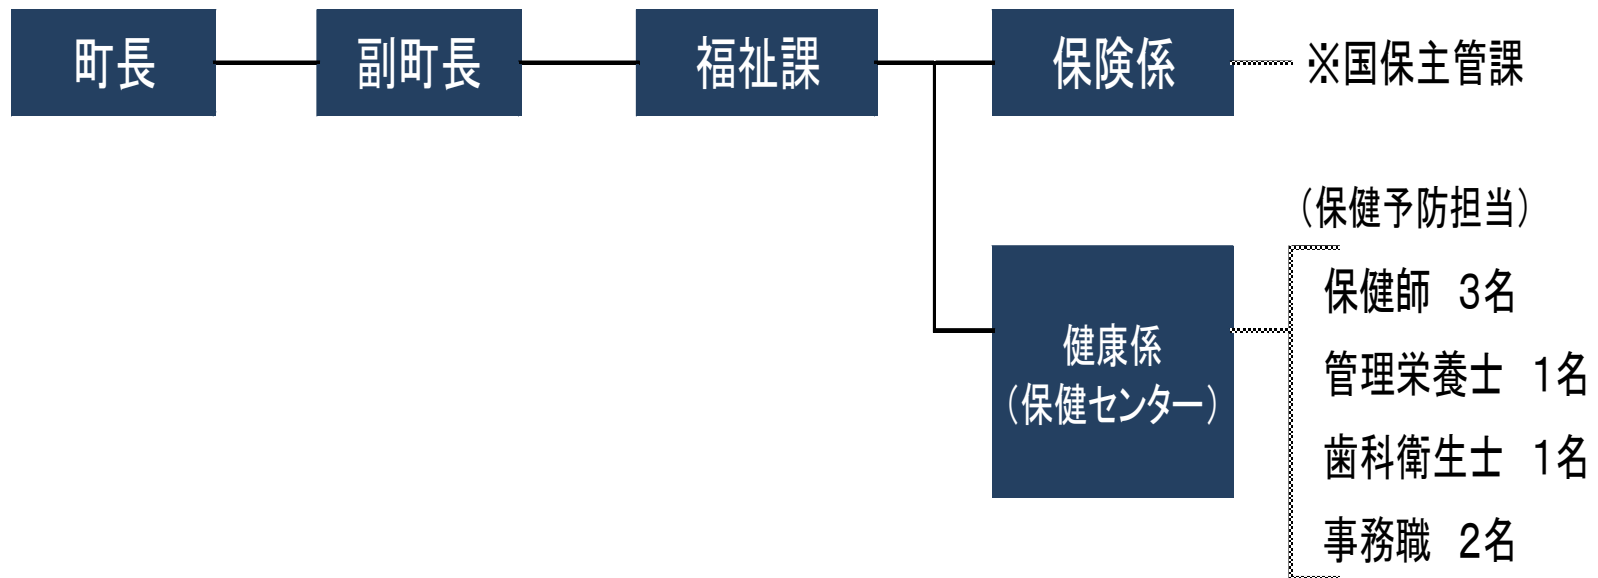 町長
副町長
福祉課
保険係
※国保主管課
（保健予防担当）
健康係
（保健センター）
保健師　3名
管理栄養士　1名
歯科衛生士　1名
事務職　2名